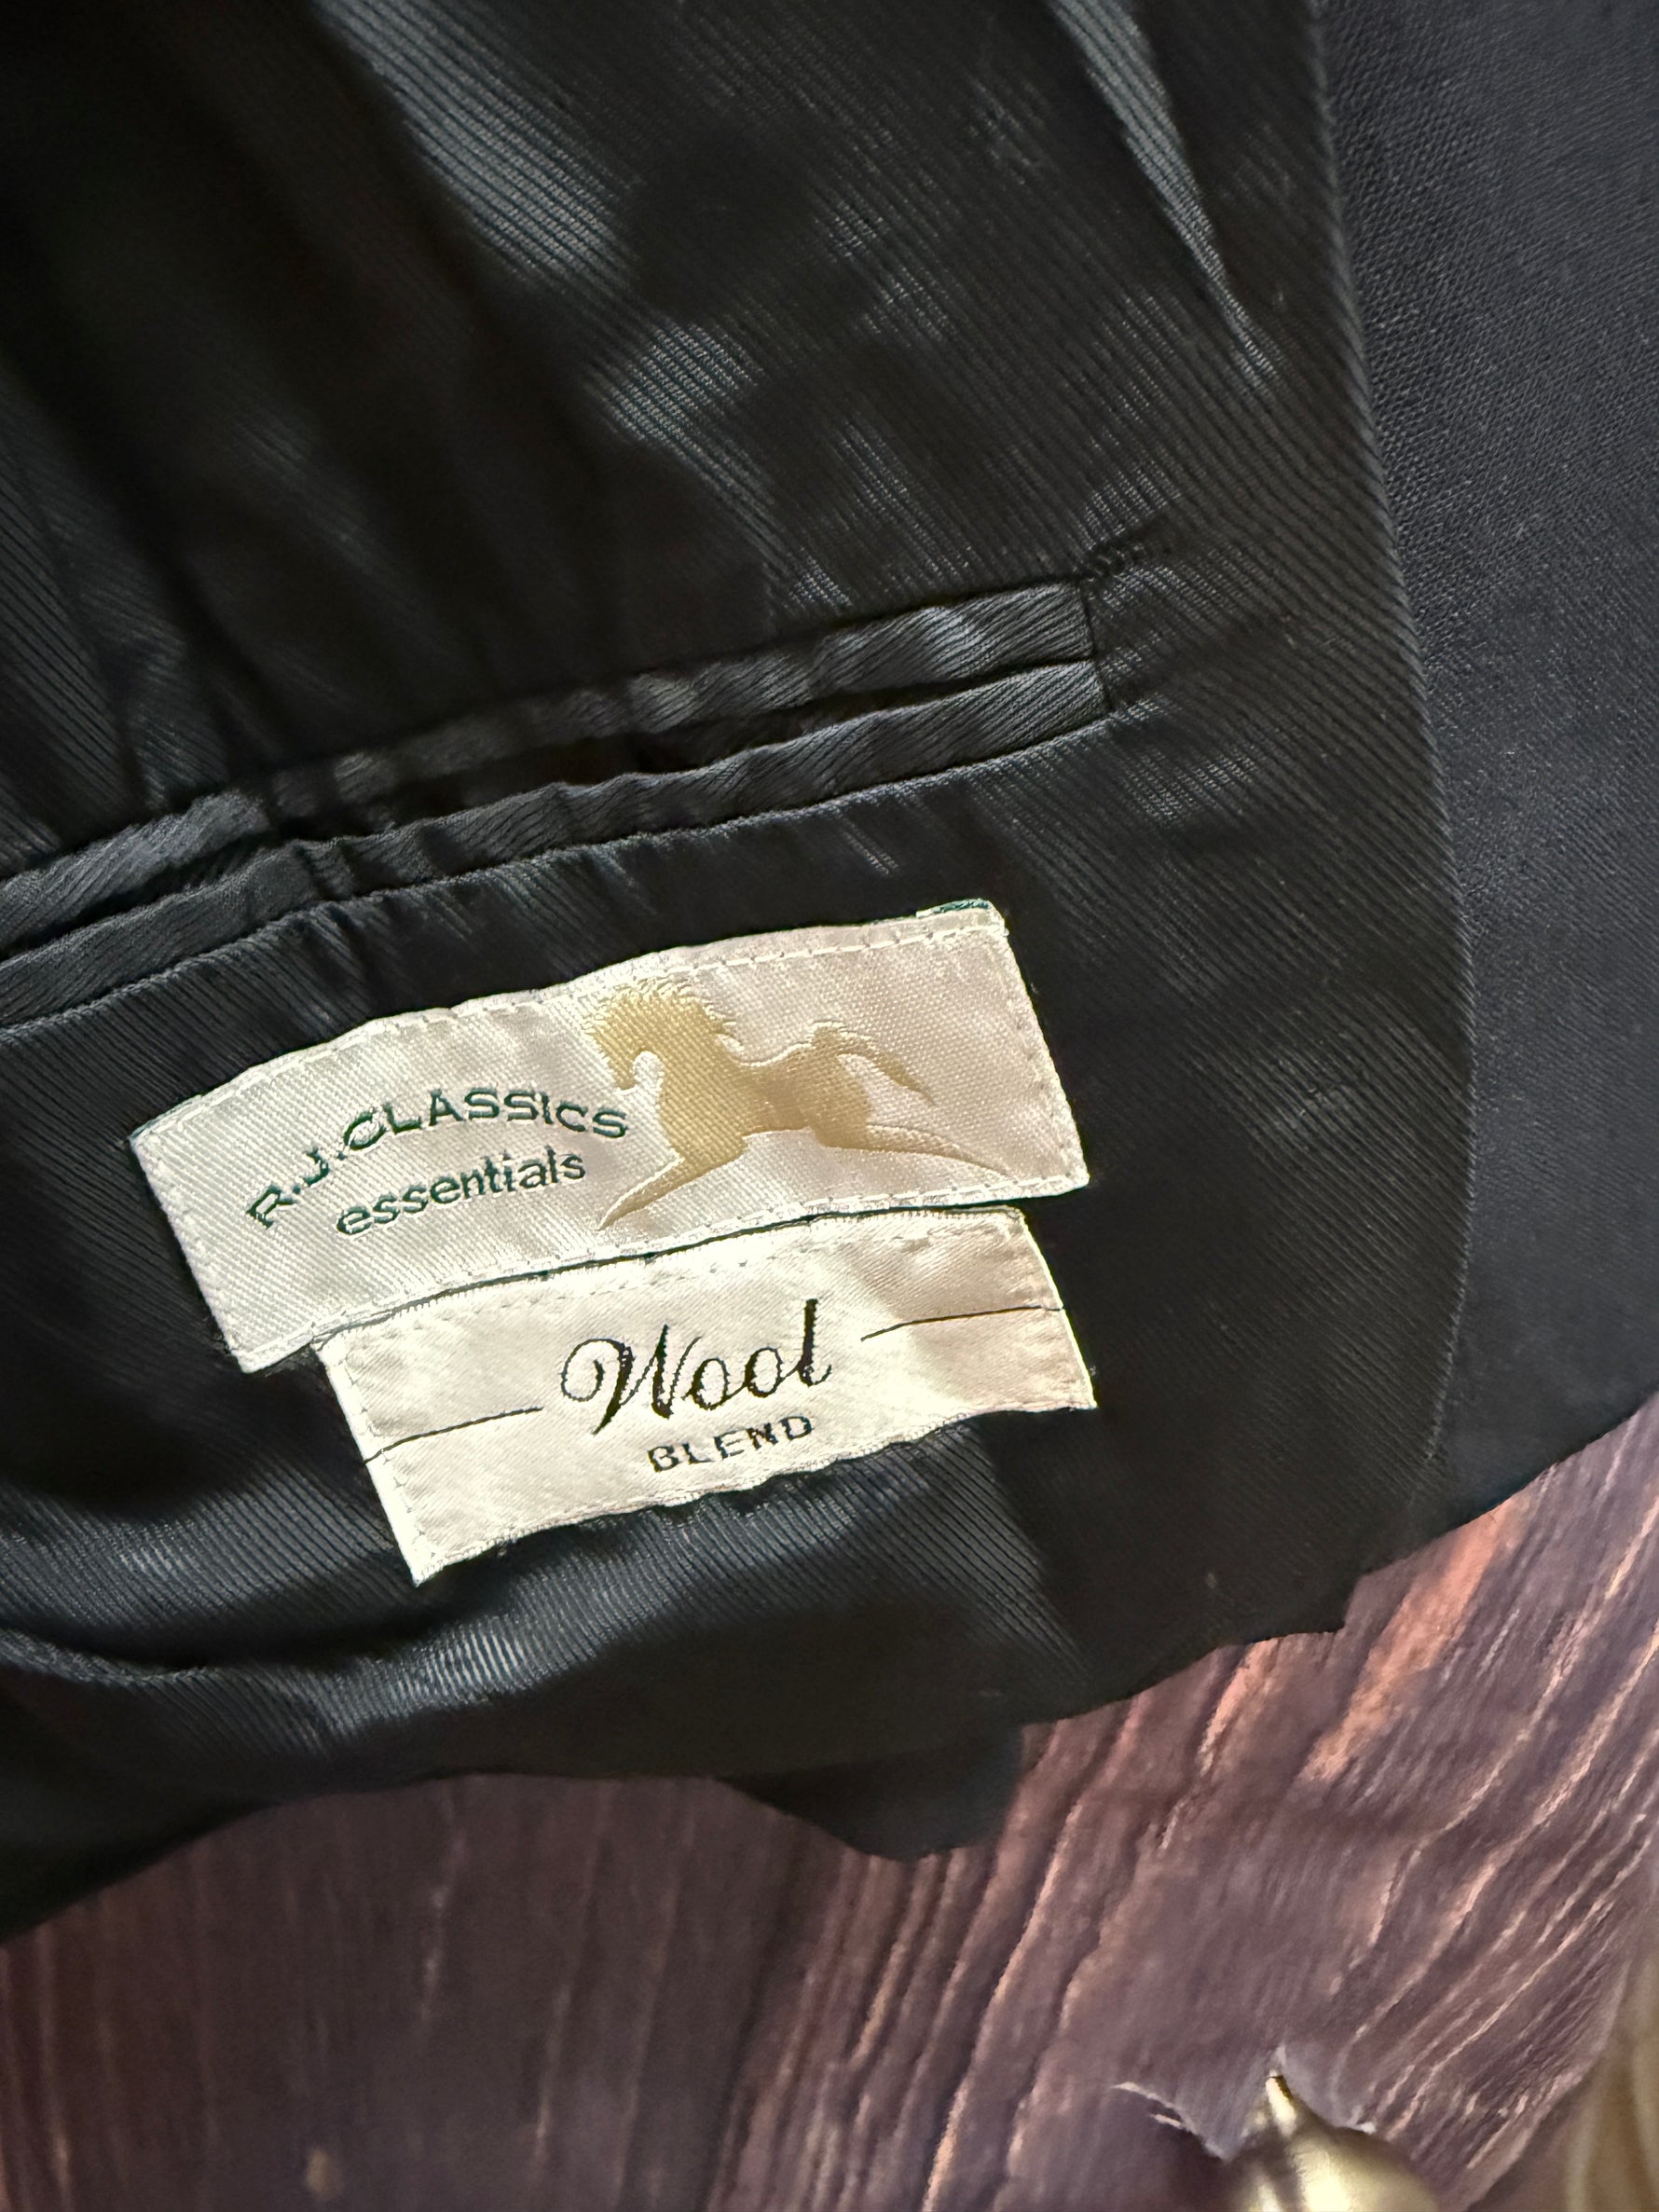 R.J.CLASSICS
essentials
Wool
BLEND